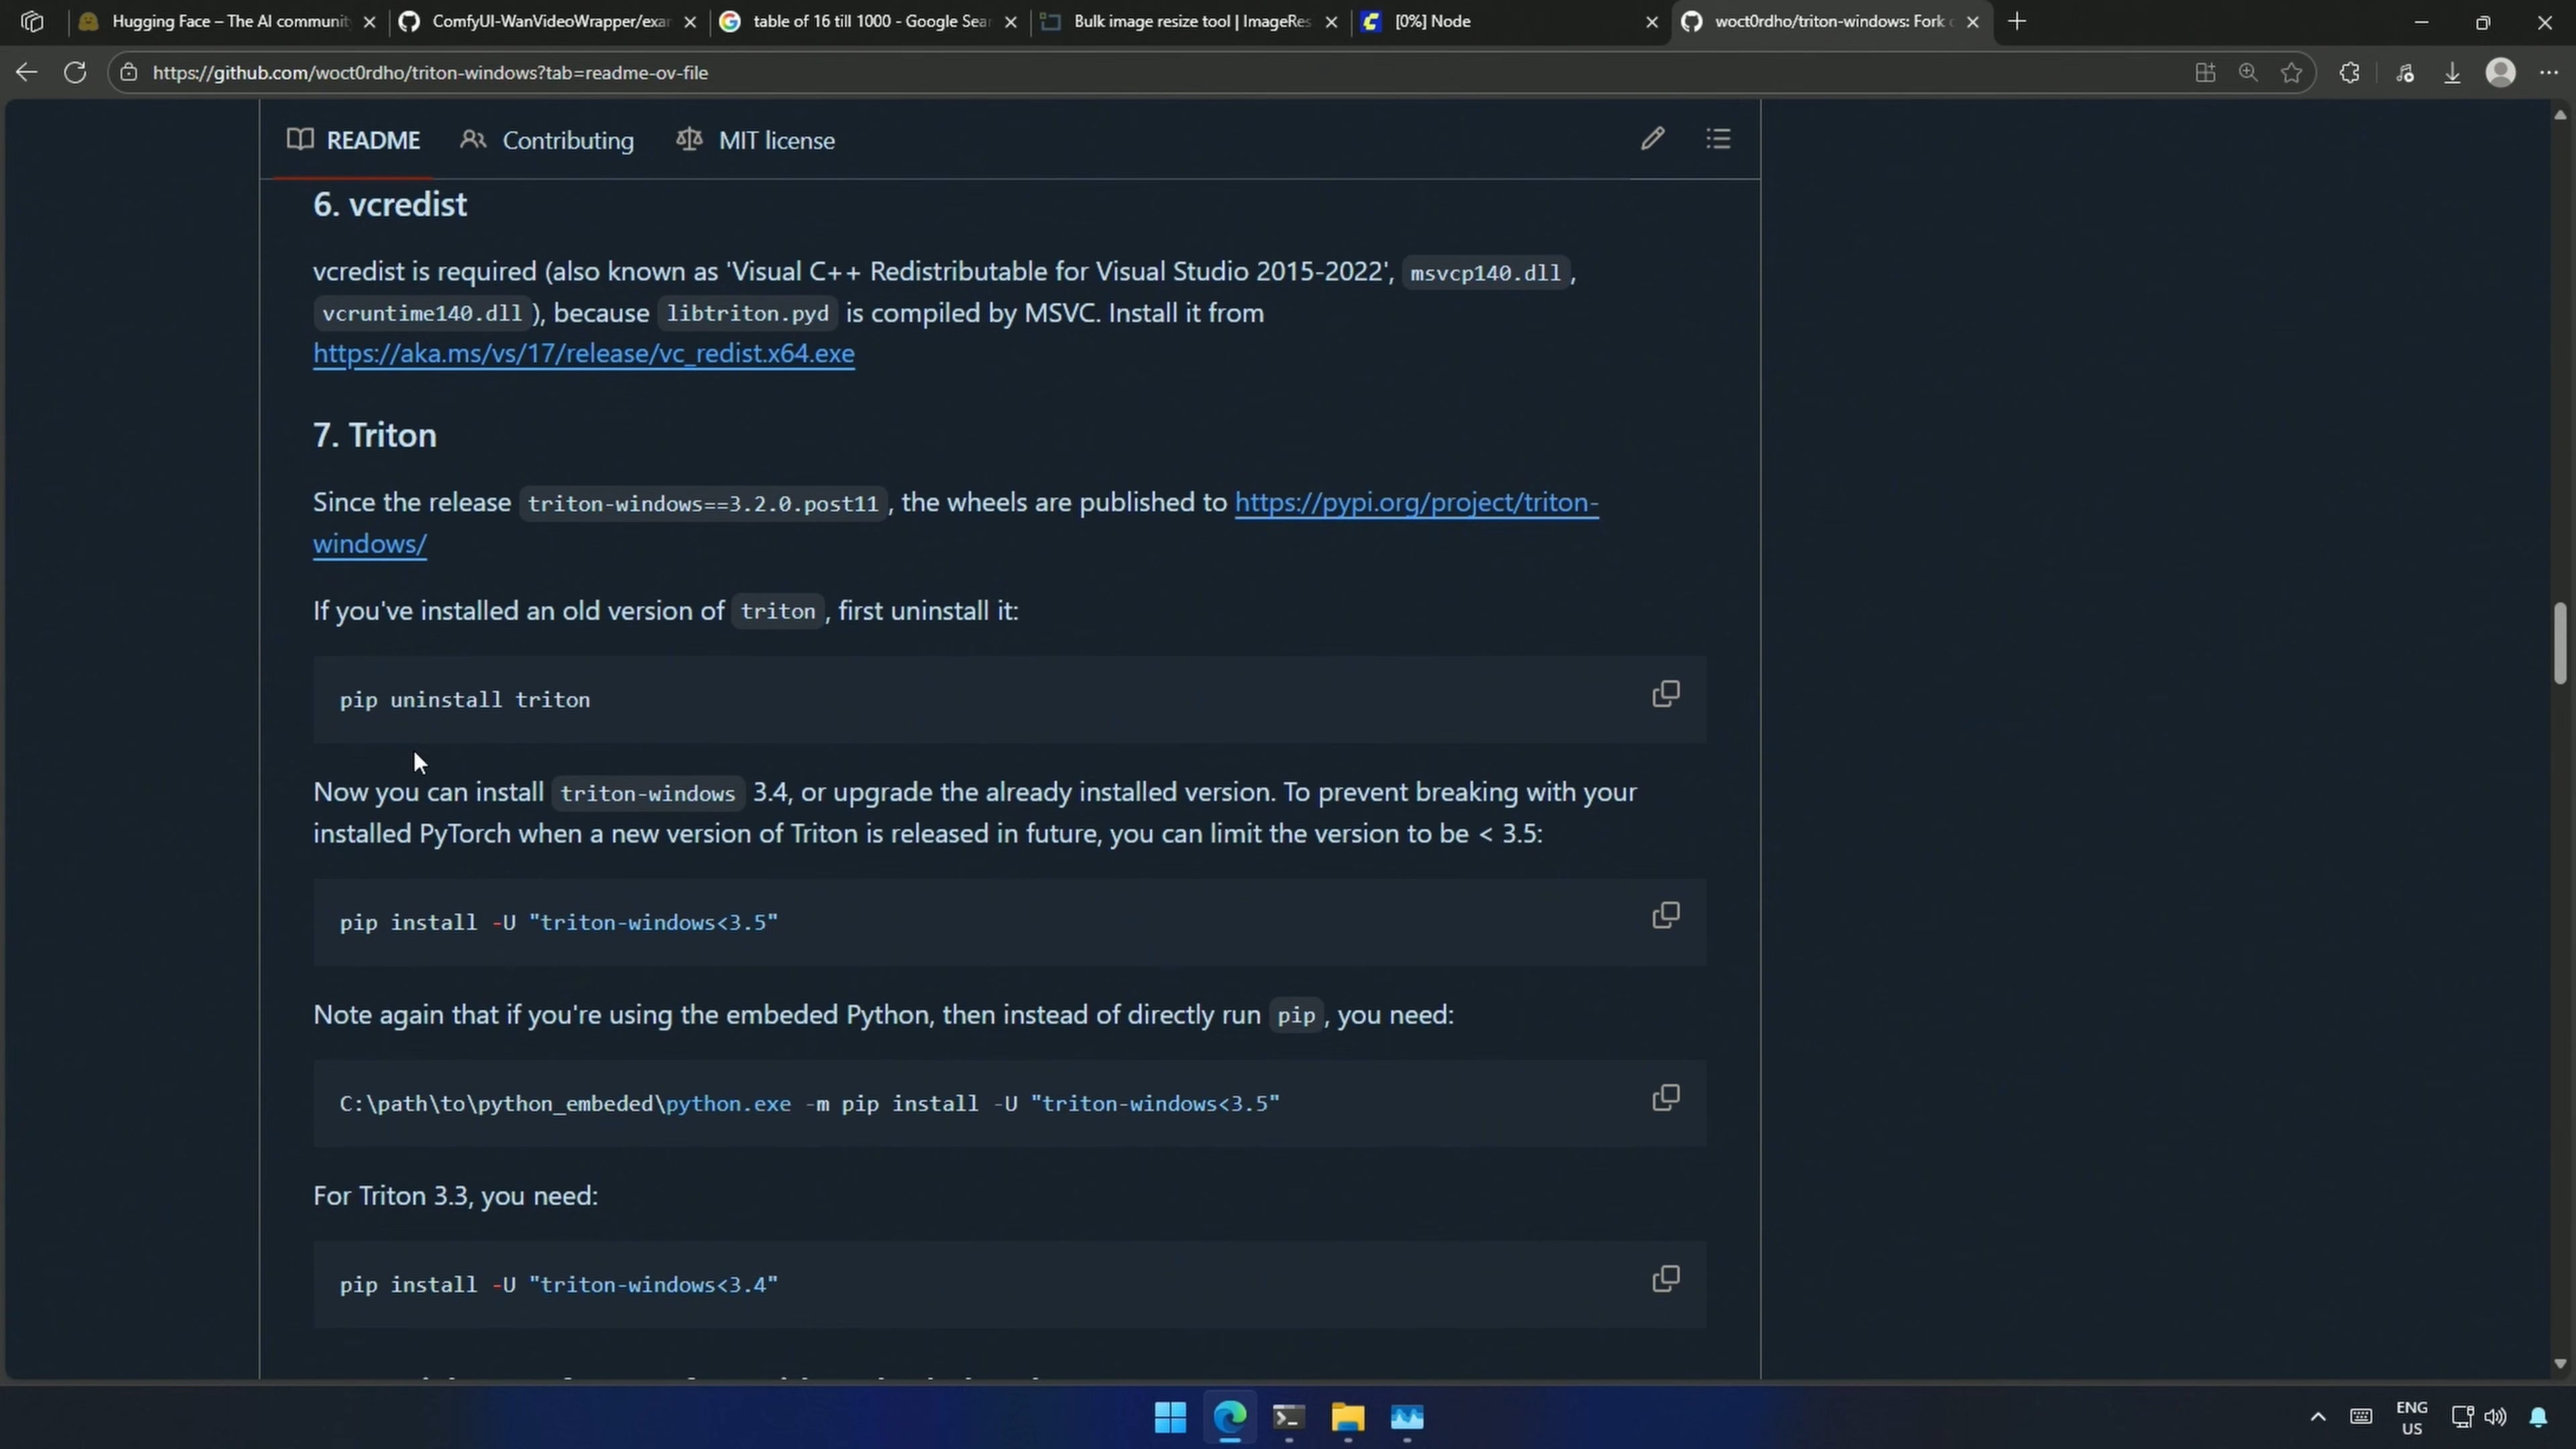 Hugging Face – The AI communit
ComfyUI-WanVideoWrapper/exa
table of 16 till 1000 - Google Sea
Bulk image resize tool | ImageRes
[0%] Node
woct0rdho/triton-windows: Fork
https://github.com/woct0rdho/triton-windows?tab=readme-ov-file
README
Contributing
MIT license
6. vcredist
vcredist is required (also known as 'Visual C++ Redistributable for Visual Studio 2015-2022', msvcp140.dll,
vcruntime140.dll), because libtriton.pyd is compiled by MSVC. Install it from
https://aka.ms/vs/17/release/vc_redist.x64.exe
7. Triton
Since the release triton-windows==3.2.0.post11, the wheels are published to https://pypi.org/project/triton-
windows/
If you've installed an old version of triton, first uninstall it:
pip uninstall triton
Now you can install triton-windows 3.4, or upgrade the already installed version. To prevent breaking with your
installed PyTorch when a new version of Triton is released in future, you can limit the version to be < 3.5:
pip install -U "triton-windows<3.5"
Note again that if you're using the embeded Python, then instead of directly run pip, you need:
C:\path\to\python_embeded\python.exe -m pip install -U "triton-windows<3.5"
For Triton 3.3, you need:
pip install -U "triton-windows<3.4"
ENG
US